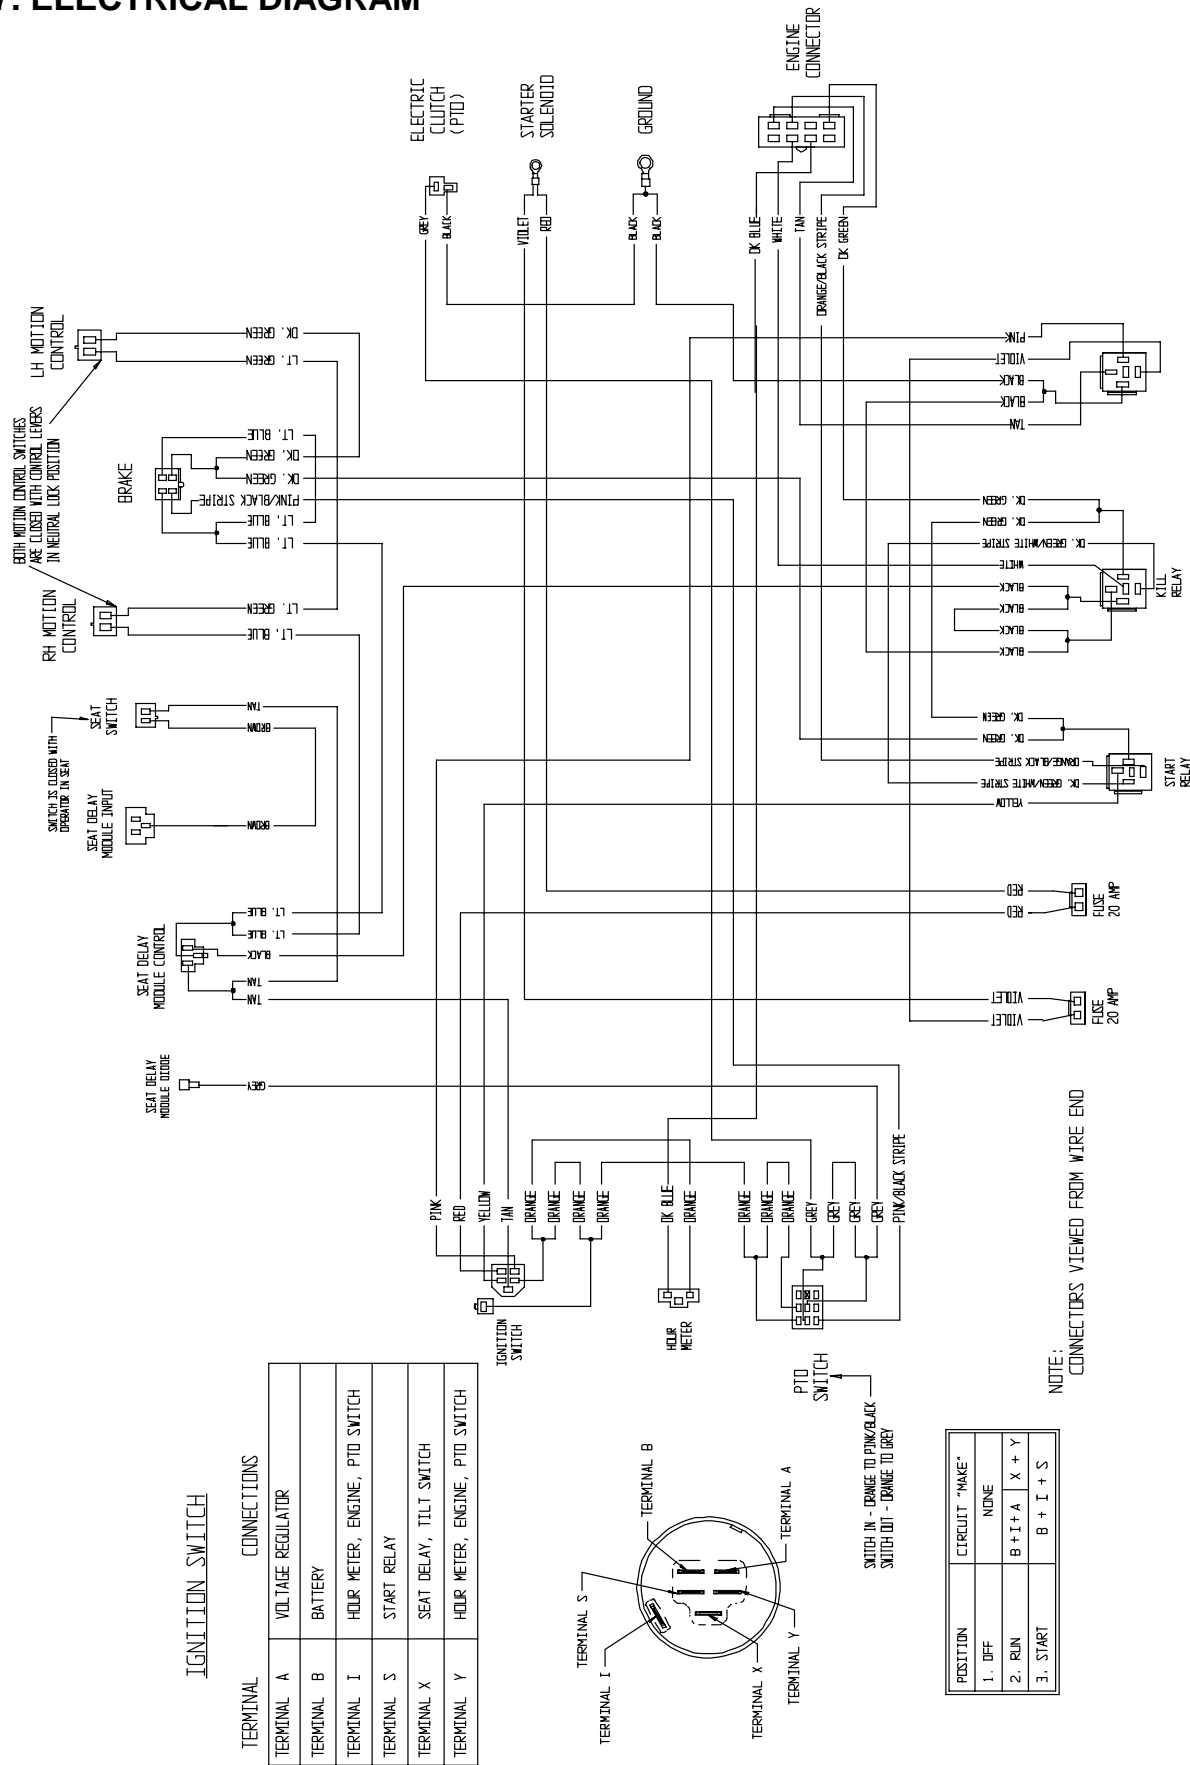 7. ELECTRICAL DIAGRAM
ELECTRIC
CLUTCH
(PTO)
STARTER
SOLENOID
GROUND
ENGINE
CONNECTOR
GREY
BLACK
VIOLET
RED
BLACK
BLACK
DK BLUE
WHITE
TAN
ORANGE/BLACK STRIPE
DK GREEN
LH MOTION
CONTROL
BOTH MOTION CONTROL SWITCHES
ARE CLOSED WITH CONTROL LEVERS
IN NEUTRAL LOCK POSITION
BRAKE
RH MOTION
CONTROL
SEAT
SWITCH
SWITCH IS CLOSED WITH
OPERATOR IN SEAT
SEAT DELAY
MODULE INPUT
SEAT DELAY
MODULE CONTROL
SEAT DELAY
MODULE DIODE
DK. GREEN
LT. GREEN
LT. BLUE
DK. GREEN
DK. GREEN
PINK/BLACK STRIPE
LT. BLUE
LT. BLUE
LT. GREEN
LT. BLUE
TAN
BROWN
BROWN
LT. BLUE
LT. BLUE
BLACK
TAN
TAN
GREY
PINK
VIOLET
BLACK
BLACK
TAN
DK. GREEN
DK. GREEN
DK. GREEN/WHITE STRIPE
WHITE
BLACK
BLACK
BLACK
BLACK
KILL
RELAY
DK. GREEN
DK. GREEN
ORANGE/BLACK STRIPE
DK. GREEN/WHITE STRIPE
YELLOW
START
RELAY
RED
RED
FUSE
20 AMP
VIOLET
VIOLET
FUSE
20 AMP
PINK
RED
YELLOW
TAN
ORANGE
ORANGE
ORANGE
ORANGE
DK BLUE
ORANGE
ORANGE
ORANGE
ORANGE
GREY
GREY
GREY
GREY
PINK/BLACK STRIPE
IGNITION
SWITCH
HOUR
METER
PTO
SWITCH
SWITCH IN - ORANGE TO PINK/BLACK
SWITCH OUT - ORANGE TO GREY
NOTE:
CONNECTORS VIEWED FROM WIRE END
IGNITION SWITCH
TERMINAL CONNECTIONS
TERMINAL A VOLTAGE REGULATOR
TERMINAL B BATTERY
TERMINAL I HOUR METER, ENGINE, PTO SWITCH
TERMINAL S START RELAY
TERMINAL X SEAT DELAY, TILT SWITCH
TERMINAL Y HOUR METER, ENGINE, PTO SWITCH
TERMINAL B
TERMINAL A
TERMINAL S
TERMINAL I
TERMINAL X
TERMINAL Y
POSITION CIRCUIT "MAKE"
1. OFF NONE
2. RUN B+I+A X + Y
3. START B + I + S